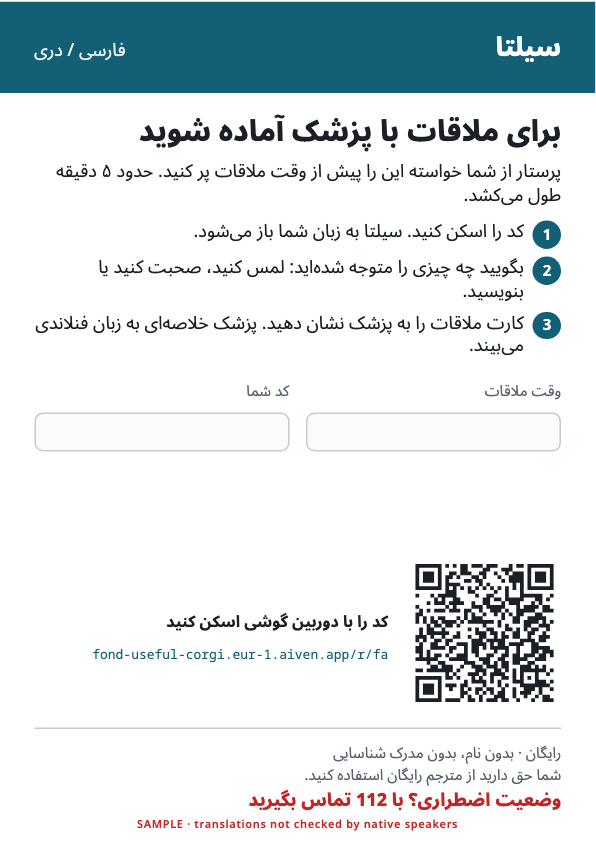 سیلتا
فارسی / دری
برای ملاقات با پزشک آماده شوید
پرستار از شما خواسته این را پیش از وقت ملاقات پر کنید. حدود ۵ دقیقه
طول می‌کشد.
1 کد را اسکن کنید. سیلتا به زبان شما باز می‌شود.
2 بگویید چه چیزی را متوجه شده‌اید: لمس کنید، صحبت کنید یا
بنویسید.
3 کارت ملاقات را به پزشک نشان دهید. پزشک خلاصه‌ای به زبان فنلاندی
می‌بیند.
وقت ملاقات
کد شما
کد را با دوربین گوشی اسکن کنید
fond-useful-corgi.eur-1.aiven.app/r/fa
رایگان · بدون نام، بدون مدرک شناسایی
شما حق دارید از مترجم رایگان استفاده کنید.
وضعیت اضطراری؟ با 112 تماس بگیرید
SAMPLE · translations not checked by native speakers